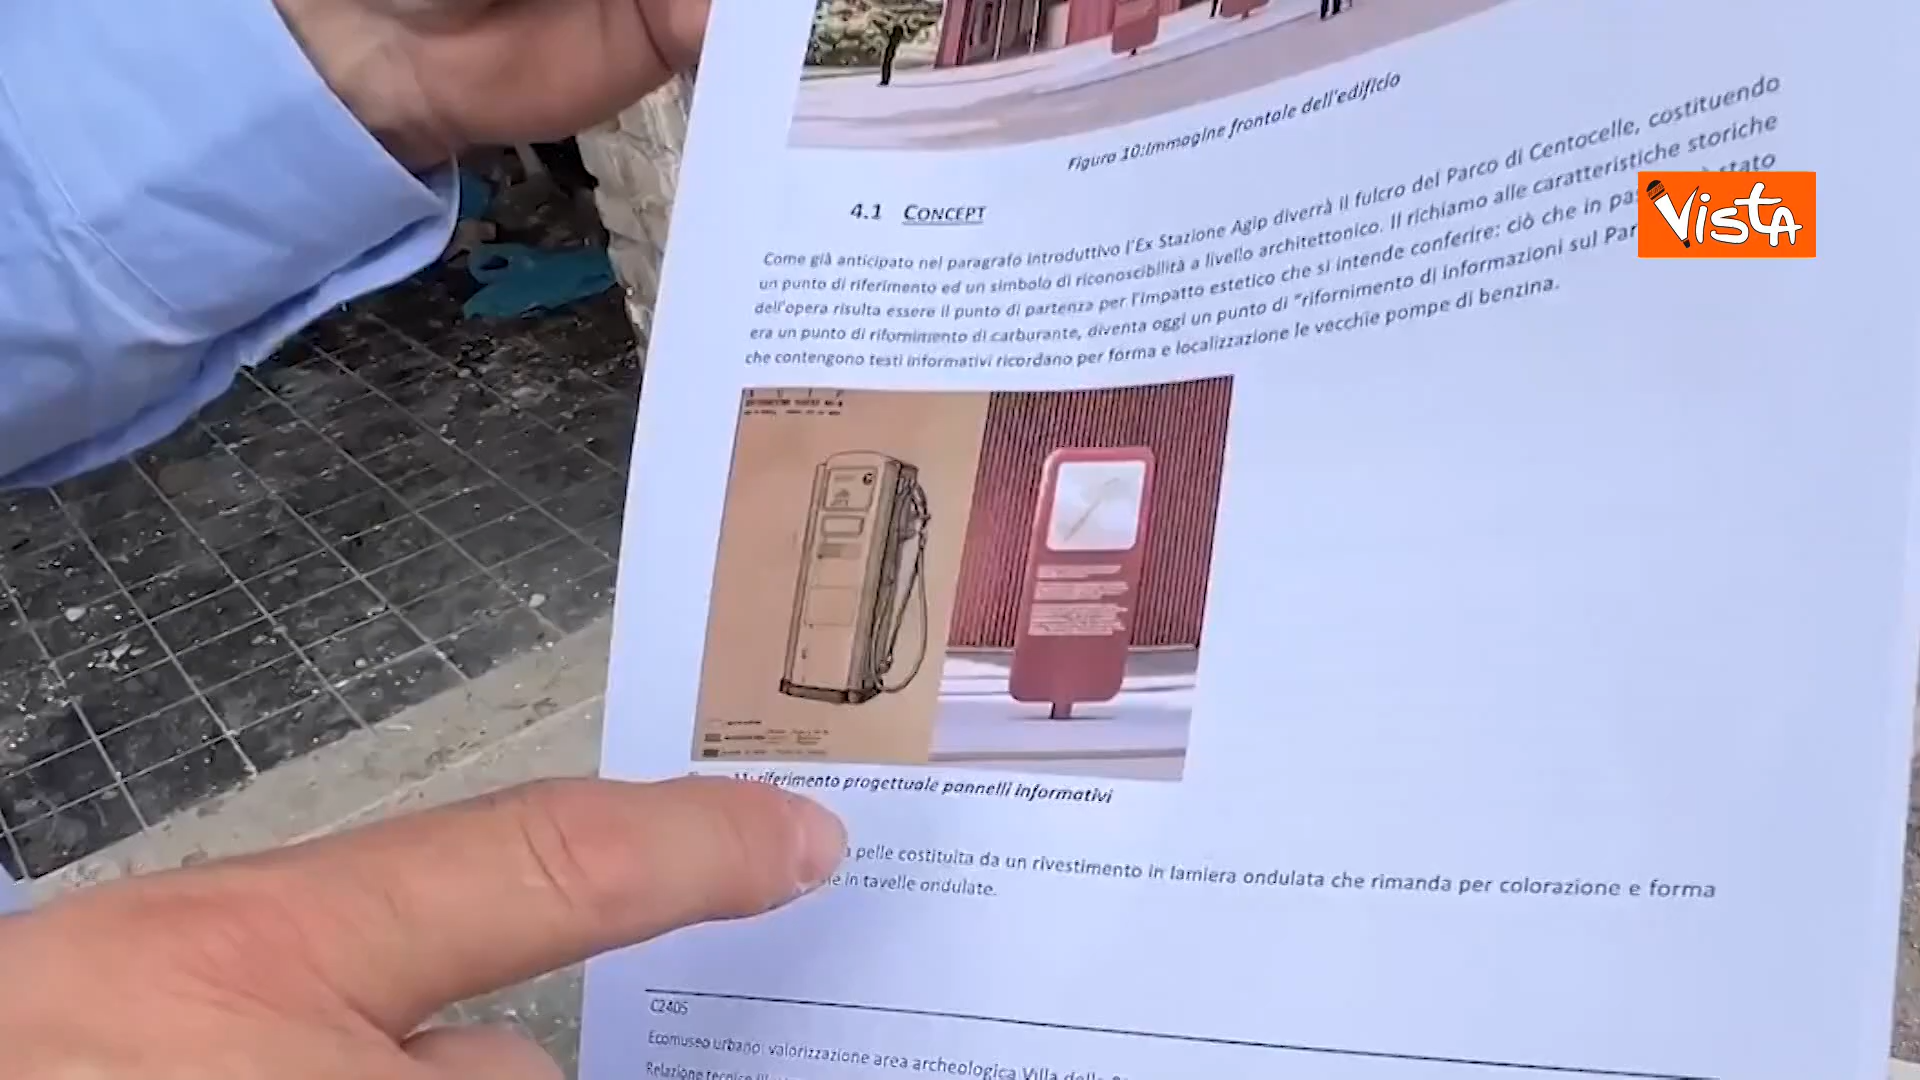 Figura 10:Immagine frontale dell'edificio
VISTA
4.1 CONCEPT
Come già anticipato nel paragrafo introduttivo l'Ex Stazione Agip diverrà il fulcro del Parco di Centocelle, costituendo
un punto di riferimento ed un simbolo di riconoscibilità a livello architettonico. Il richiamo alle caratteristiche storiche
dell'opera risulta essere il punto di partenza per l'impatto estetico che si intende conferire: ciò che in pas stato
era un punto di rifornimento di carburante, diventa oggi un punto di "rifornimento di informazioni sul Par
che contengono testi informativi ricordano per forma e localizzazione le vecchie pompe di benzina.
riferimento progettuale pannelli informativi
pelle costituita da un rivestimento in lamiera ondulata che rimanda per colorazione e forma
in tavelle ondulate.
C2405
Ecomuseo urbano: valorizzazione area archeologica Villa delle
Relazione tecnico